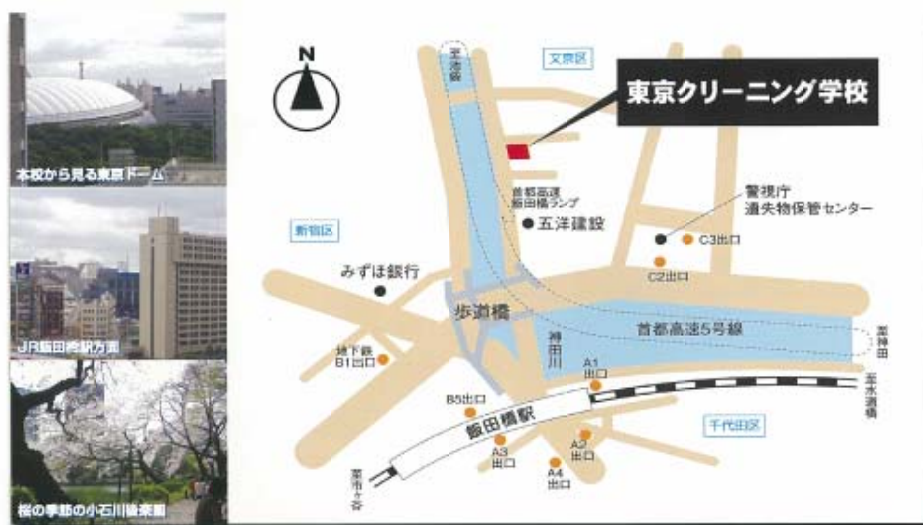 本校から見る東京ドーム
JR飯田橋駅方面
桜の季節の小石川後楽園
N
至池袋
文京区
東京クリーニング学校
首都高速
飯田橋ランプ
五洋建設
警視庁
遺失物保管センター
C3出口
C2出口
新宿区
みずほ銀行
歩道橋
首都高速5号線
至神田
神田川
地下鉄
B1出口
A1
出口
至水道橋
B5出口
飯田橋駅
千代田区
A3
出口
A2
出口
A4
出口
至市ヶ谷